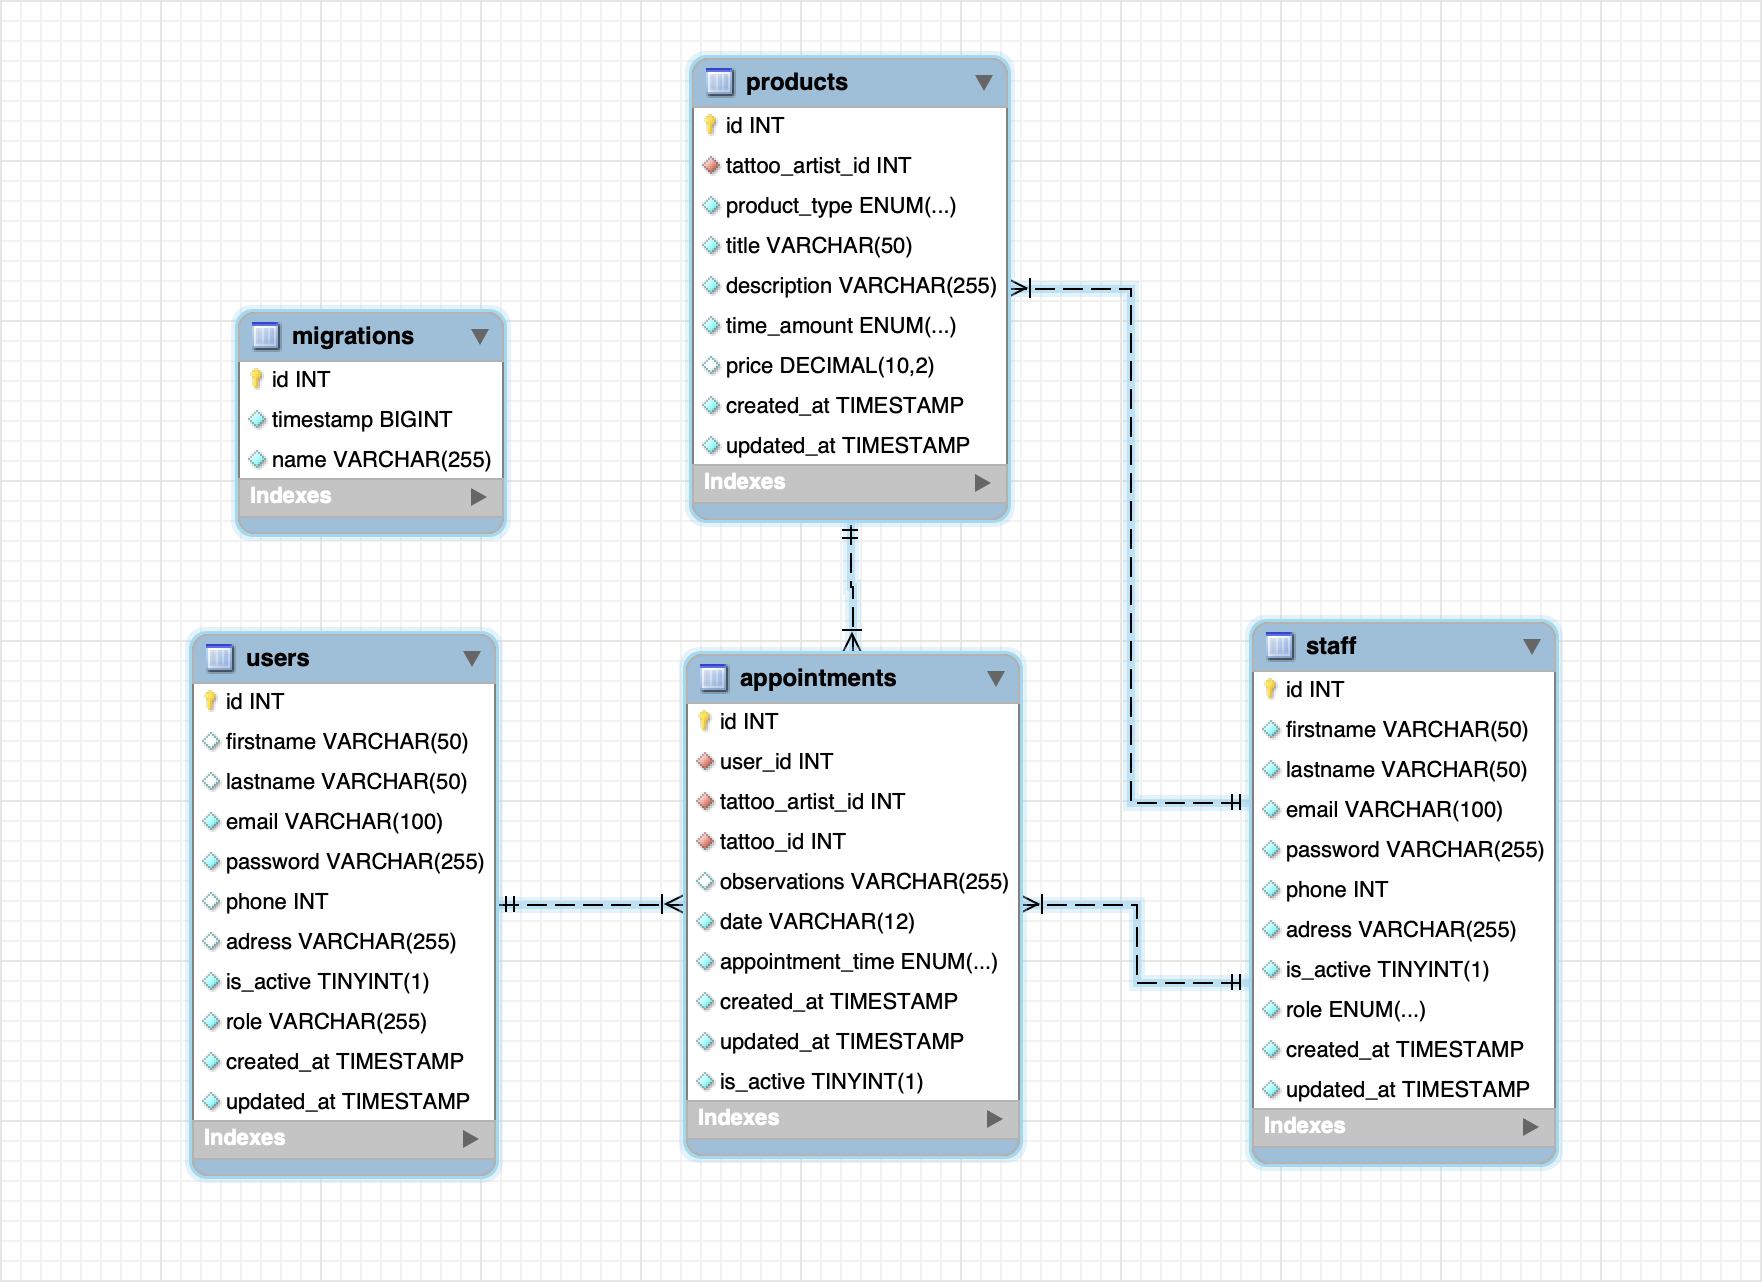 products
id INT
tattoo_artist_id INT
product_type ENUM(...)
title VARCHAR(50)
description VARCHAR(255)
time_amount ENUM(...)
price DECIMAL(10,2)
created_at TIMESTAMP
updated_at TIMESTAMP
Indexes
migrations
id INT
timestamp BIGINT
name VARCHAR(255)
Indexes
users
id INT
firstname VARCHAR(50)
lastname VARCHAR(50)
email VARCHAR(100)
password VARCHAR(255)
phone INT
adress VARCHAR(255)
is_active TINYINT(1)
role VARCHAR(255)
created_at TIMESTAMP
updated_at TIMESTAMP
Indexes
appointments
id INT
user_id INT
tattoo_artist_id INT
tattoo_id INT
observations VARCHAR(255)
date VARCHAR(12)
appointment_time ENUM(...)
created_at TIMESTAMP
updated_at TIMESTAMP
is_active TINYINT(1)
Indexes
staff
id INT
firstname VARCHAR(50)
lastname VARCHAR(50)
email VARCHAR(100)
password VARCHAR(255)
phone INT
adress VARCHAR(255)
is_active TINYINT(1)
role ENUM(...)
created_at TIMESTAMP
updated_at TIMESTAMP
Indexes